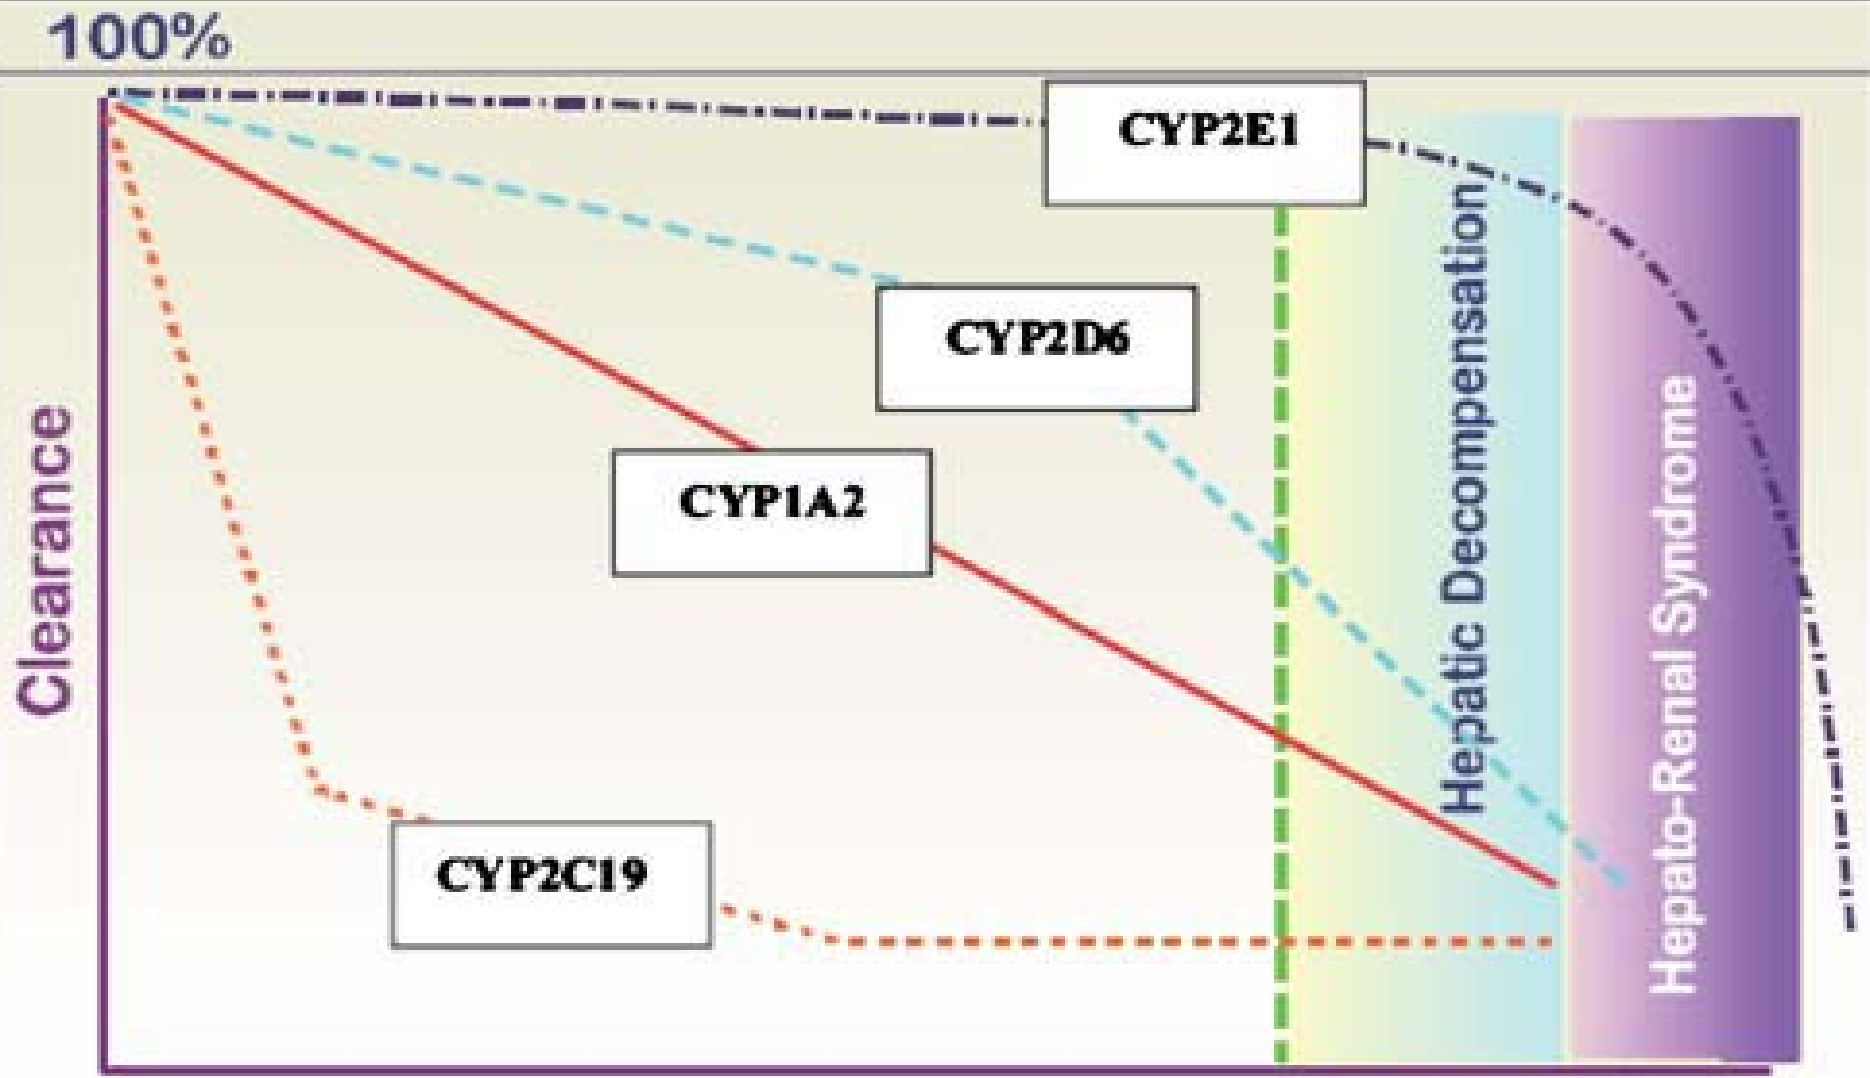 100%
CYP2E1
CYP2D6
CYP1A2
CYP2C19
Clearance
Hepatic Decompensation
Hepato-Renal Syndrome